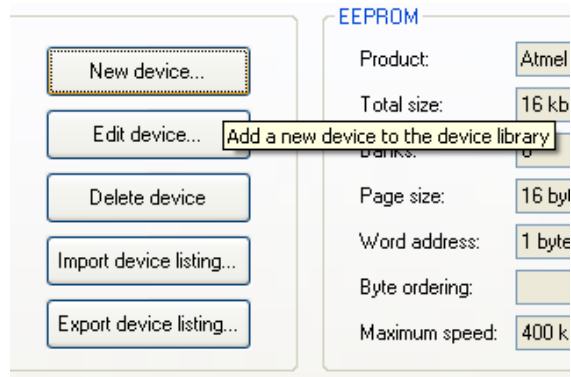 New device...
Edit device...
Delete device
Import device listing...
Export device listing...
Add a new device to the device library
EEPROM
Product: Atmel
Total size: 16 kb
Banks:
Page size: 16 byt
Word address: 1 byte
Byte ordering:
Maximum speed: 400 k